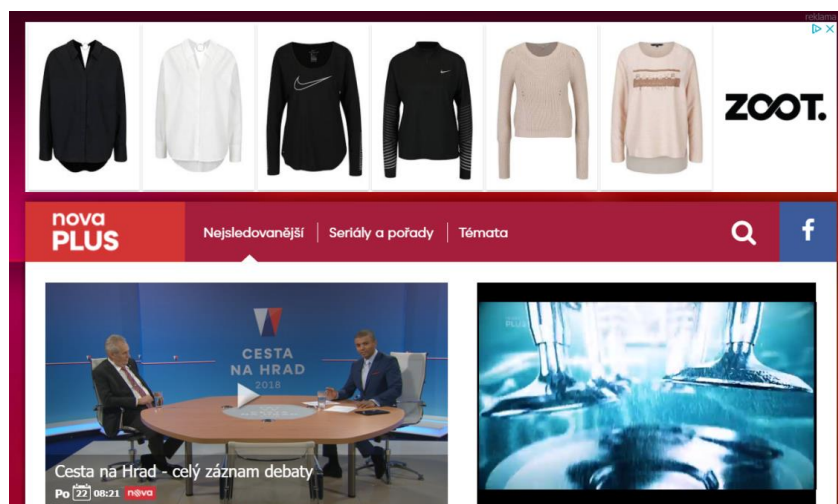 reklama
ZOOT.
nova
PLUS
Nejsledovanější
Seriály a pořady
Témata
f
CESTA
NA HRAD
2018
Cesta na Hrad - celý záznam debaty
Po 22 08:21 nova
PLUS